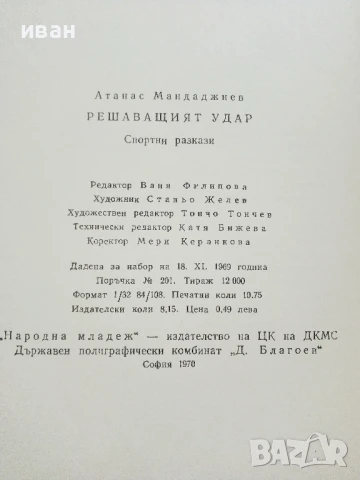 иван
Атанас Мандаджиев
РЕШАВАЩИЯТ УДАР
Спортни разкази
Редактор Ваня Филипова
Художник Ставьо Желев
Художествен редактор Тончо Тончев
Технически редактор Катя Бижева
Коректор Мери Керанкова
Дадена за набор на 18. XI. 1969 година
Поръчка № 201. Тираж 12 000
Формат 1/32 84/108. Печатни коли 10,75
Издателски коли 8,15. Цена 0,49 лева
„Народна младеж“ — издателство на ЦК на ДКМС
Държавен полиграфически комбинат „Д. Благоев“
София 1970
BAZAR
bg